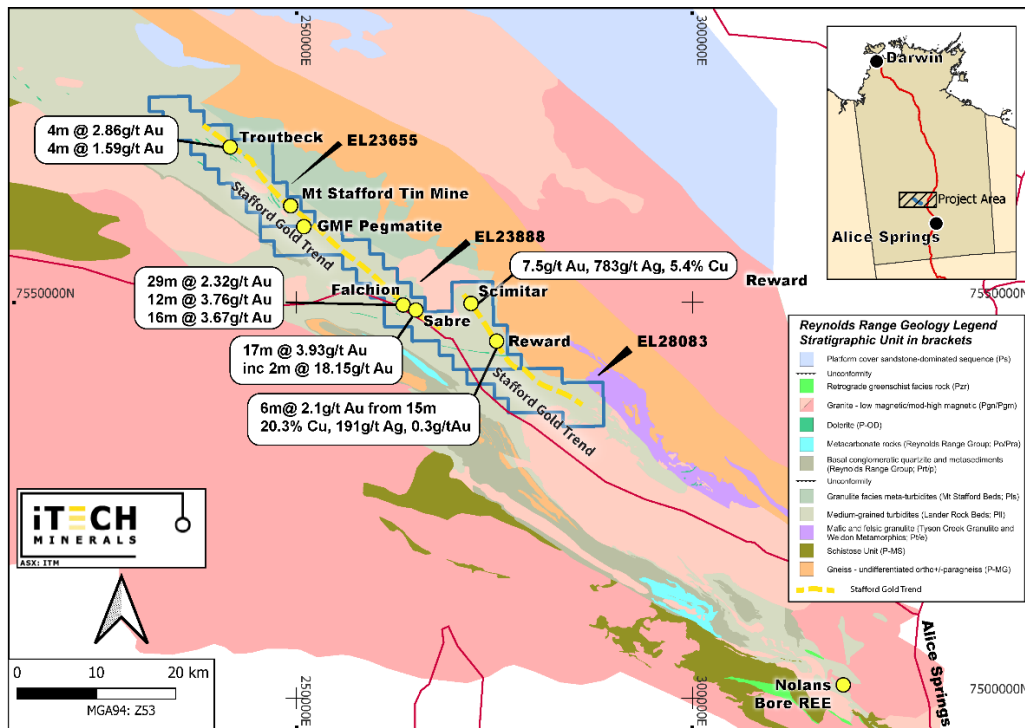 250000E
300000E
Darwin
Project Area
Alice Springs
4m @ 2.86g/t Au
4m @ 1.59g/t Au
Troutbeck
EL23655
Mt Stafford Tin Mine
GMF Pegmatite
Stafford Gold Trend
EL23888
7.5g/t Au, 783g/t Ag, 5.4% Cu
Reward
29m @ 2.32g/t Au
12m @ 3.76g/t Au
16m @ 3.67g/t Au
Falchion
Scimitar
7550000N
7550000N
Sabre
Reward
EL28083
17m @ 3.93g/t Au
inc 2m @ 18.15g/t Au
6m@ 2.1g/t Au from 15m
20.3% Cu, 191g/t Ag, 0.3g/tAu
Stafford Gold Trend
Reynolds Range Geology Legend
Stratigraphic Unit in brackets
Platform cover sandstone-dominated sequence (Ps)
Unconformity
Retrograde greenschist facies rock (Pzr)
Granite - low magnetic/mod-high magnetic (Pgn/Pgm)
Dolerite (P-OD)
Metacarbonate rocks (Reynolds Range Group; Po/Pra)
Basal conglomeratic quartzite and metasediments
(Reynolds Range Group; Prt/p)
Unconformity
Granulite facies meta-turbidites (Mt Stafford Beds; Pls)
Medium-grained turbidites (Lander Rock Beds; Pll)
Mafic and felsic granulite (Tyson Creek Granulite and
Weldon Metamorphics; Pt/e)
Schistose Unit (P-MS)
Gneiss - undifferentiated ortho+/-paragneiss (P-MG)
Stafford Gold Trend
iTECH
MINERALS
ASX: ITM
0 10 20 km
MGA94: Z53
250000E
300000E
Nolans
Bore REE
Alice Springs
7500000N